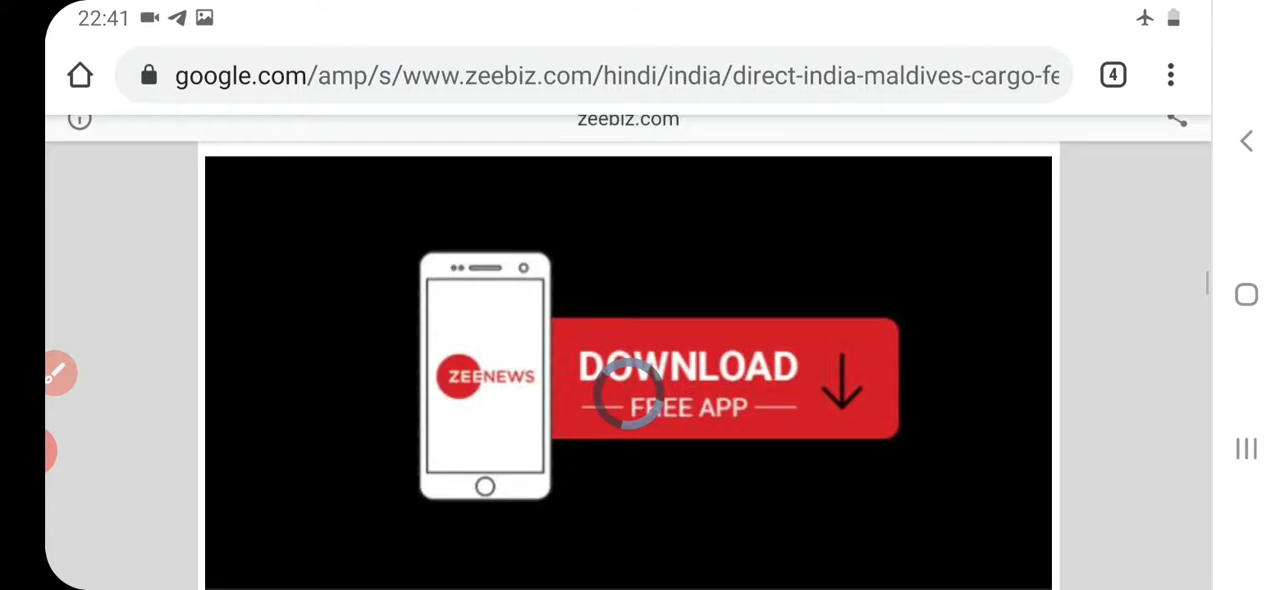 22:41
google.com/amp/s/www.zeebiz.com/hindi/india/direct-india-maldives-cargo-fe
4
zeebiz.com
ZEENEWS
DOWNLOAD
FREE APP